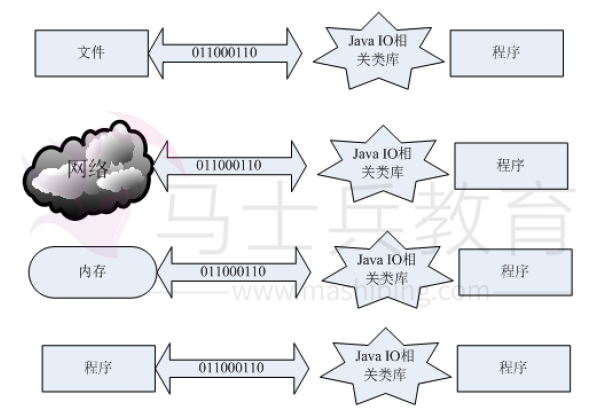 文件
011000110
Java IO相
关类库
程序
网络
011000110
Java IO相
关类库
程序
马士兵教育
内存
011000110
Java IO相
关类库
程序
www.mashibing.com
程序
011000110
Java IO相
关类库
程序